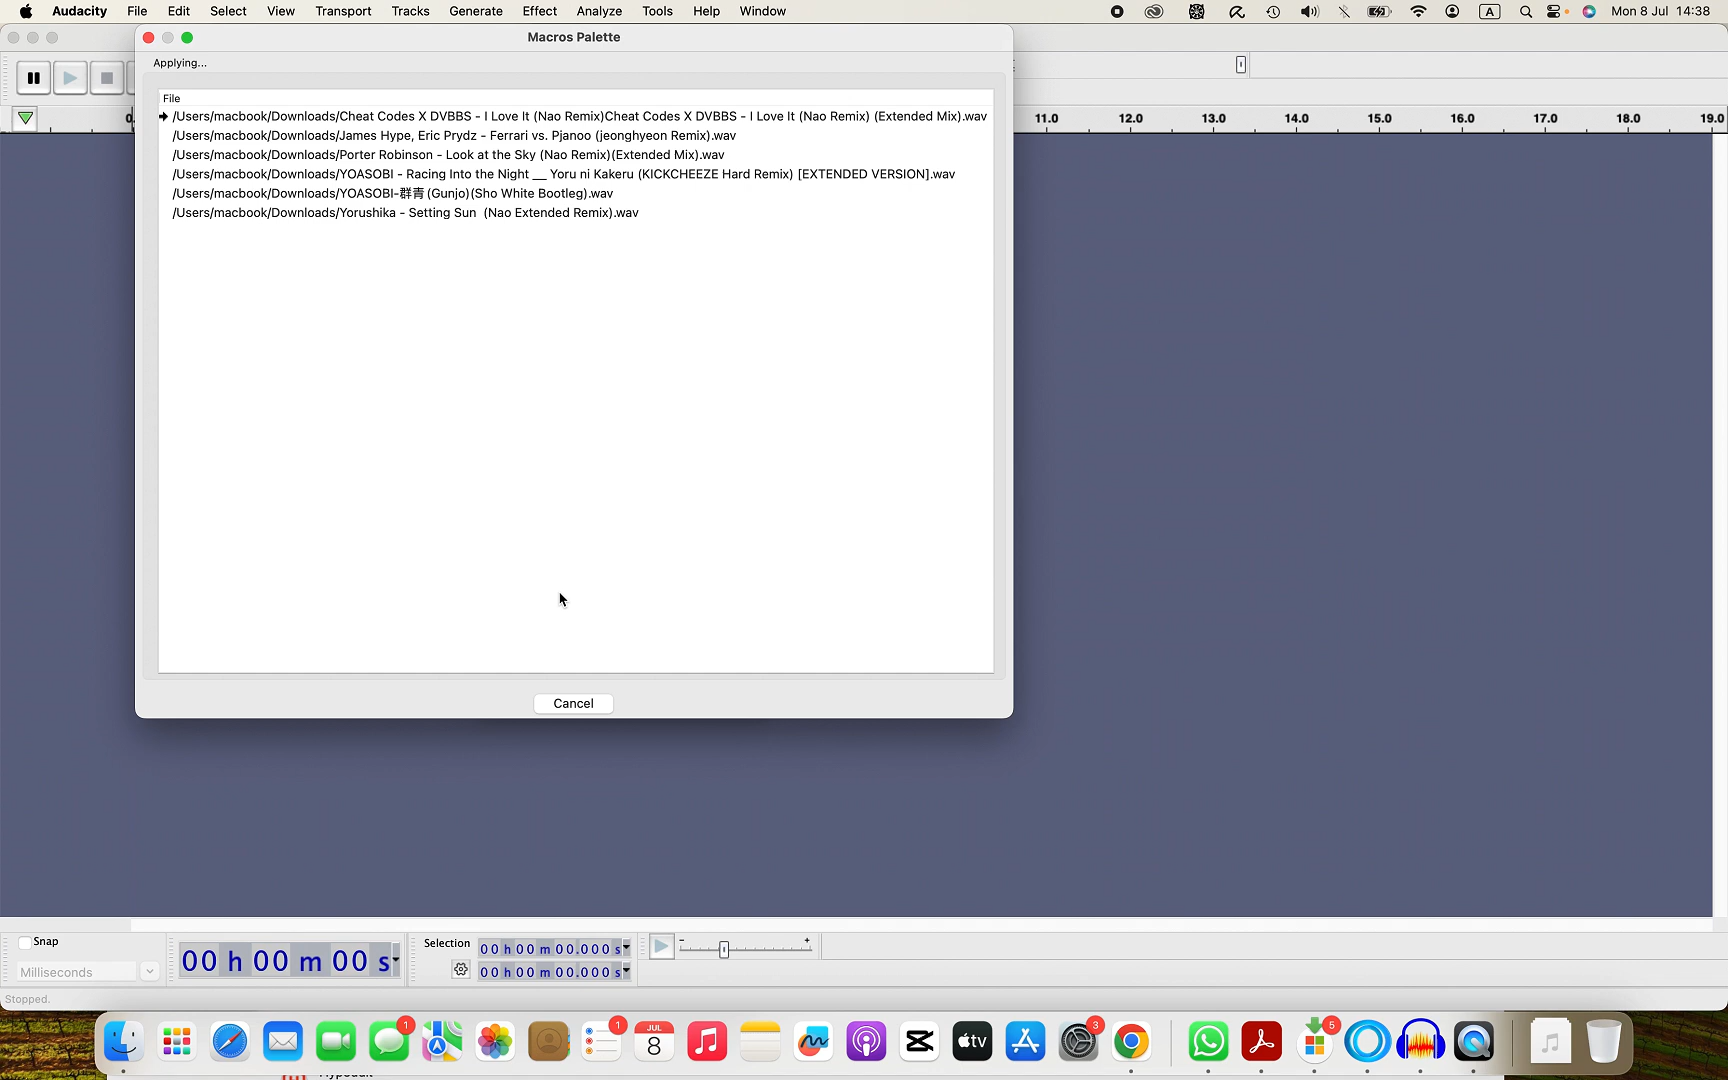 Audacity File Edit Select View Transport Tracks Generate Effect Analyze Tools Help Window A Mon 8 Jul 14:38
Macros Palette
Applying...
File
/Users/macbook/Downloads/Cheat Codes X DVBBS - I Love It (Nao Remix)Cheat Codes X DVBBS - I Love It (Nao Remix) (Extended Mix).wav
/Users/macbook/Downloads/James Hype, Eric Prydz - Ferrari vs. Pjanoo (jeonghyeon Remix).wav
/Users/macbook/Downloads/Porter Robinson - Look at the Sky (Nao Remix)(Extended Mix).wav
/Users/macbook/Downloads/YOASOBI - Racing Into the Night __ Yoru ni Kakeru (KICKCHEEZE Hard Remix) [EXTENDED VERSION].wav
/Users/macbook/Downloads/YOASOBI-群青 (Gunjo)(Sho White Bootleg).wav
/Users/macbook/Downloads/Yorushika - Setting Sun  (Nao Extended Remix).wav
11.0 12.0 13.0 14.0 15.0 16.0 17.0 18.0 19.0
Cancel
Snap
Milliseconds
00 h 00 m 00 s
Selection
00 h 00 m 00.000 s
00 h 00 m 00.000 s
- +
Stopped.
1 1 JUL 8 tv 3 5